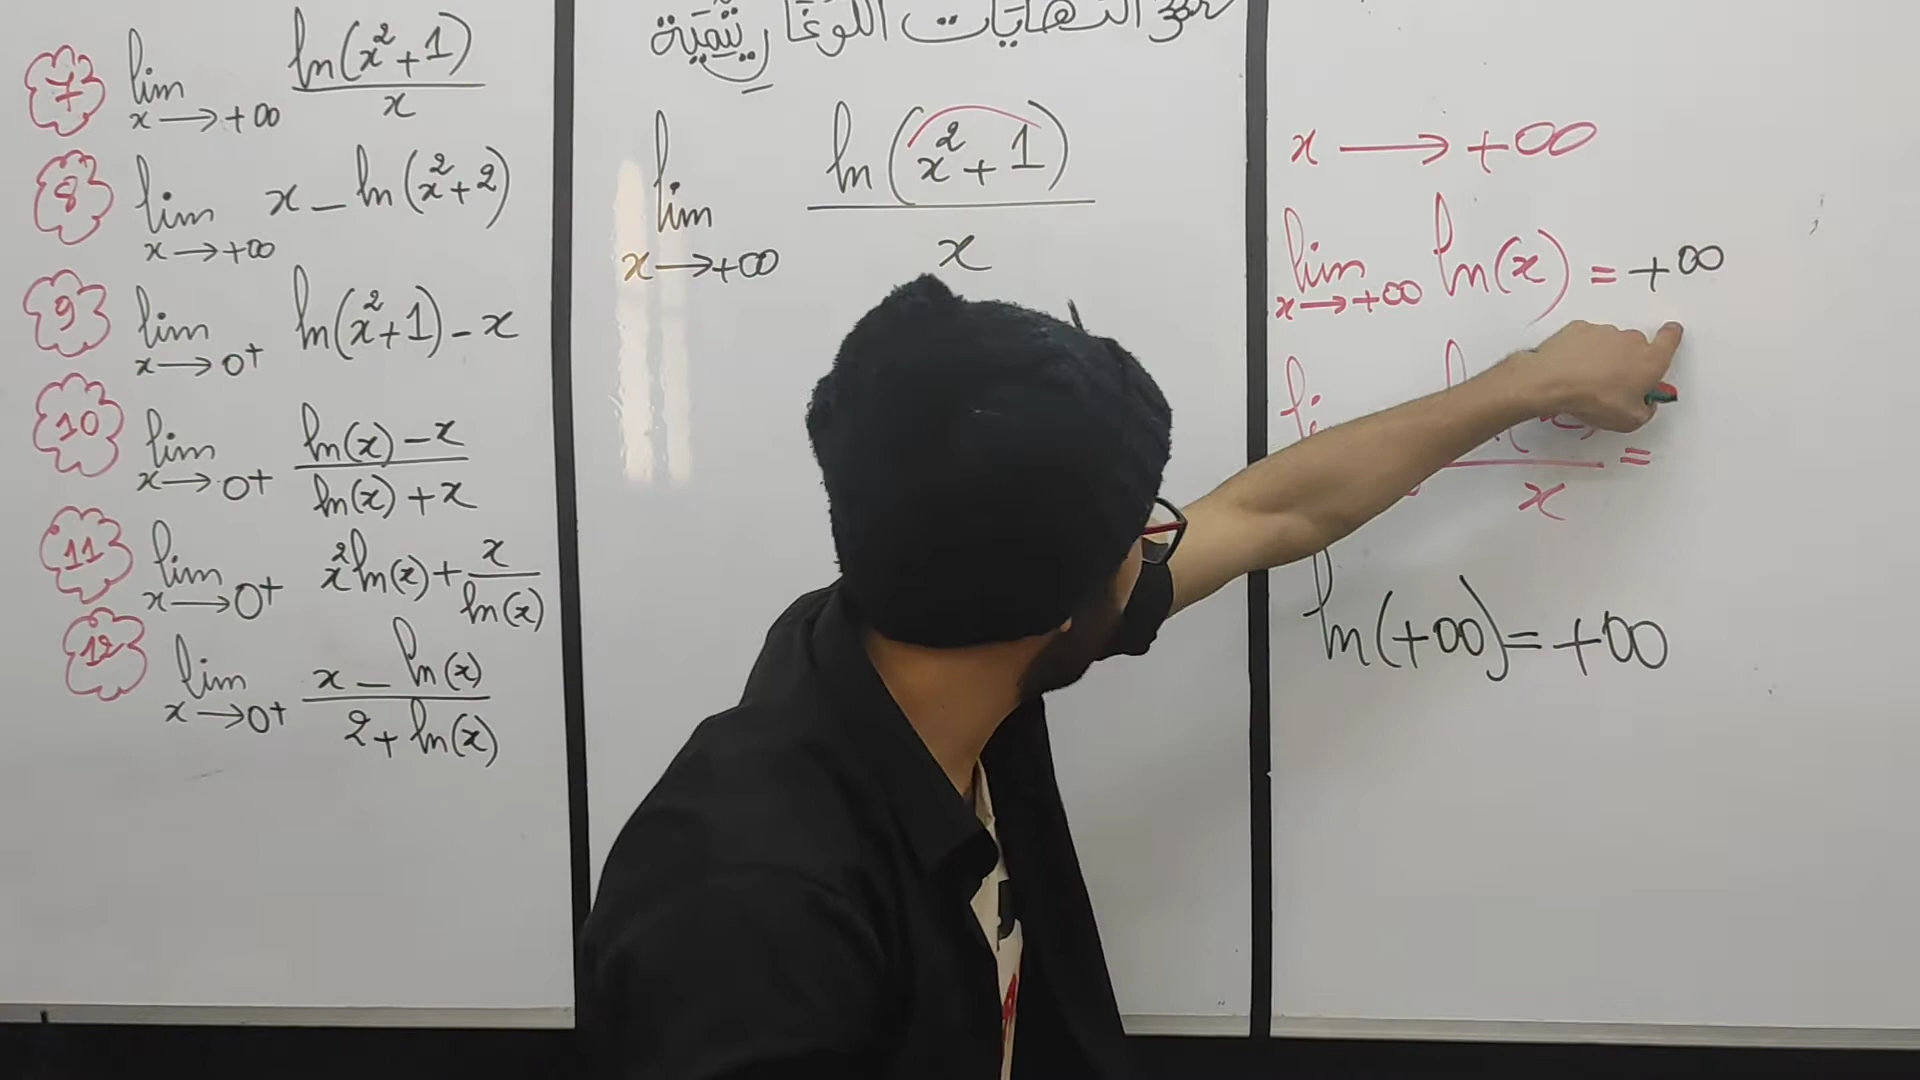 7 lim x→+∞ ln(x²+1)/x
8 lim x→+∞ x – ln(x²+2)
9 lim x→0⁺ ln(x²+1) – x
10 lim x→0⁺ (ln(x) – x)/(ln(x) + x)
11 lim x→0⁺ x²ln(x) + x/ln(x)
12 lim x→0⁺ (x – ln(x))/(2 + ln(x))
النهايات اللوغاريتمية
lim x→+∞ ln(x²+1)/x
x→+∞
lim x→+∞ ln(x) = +∞
x =
ln(+∞) = +∞